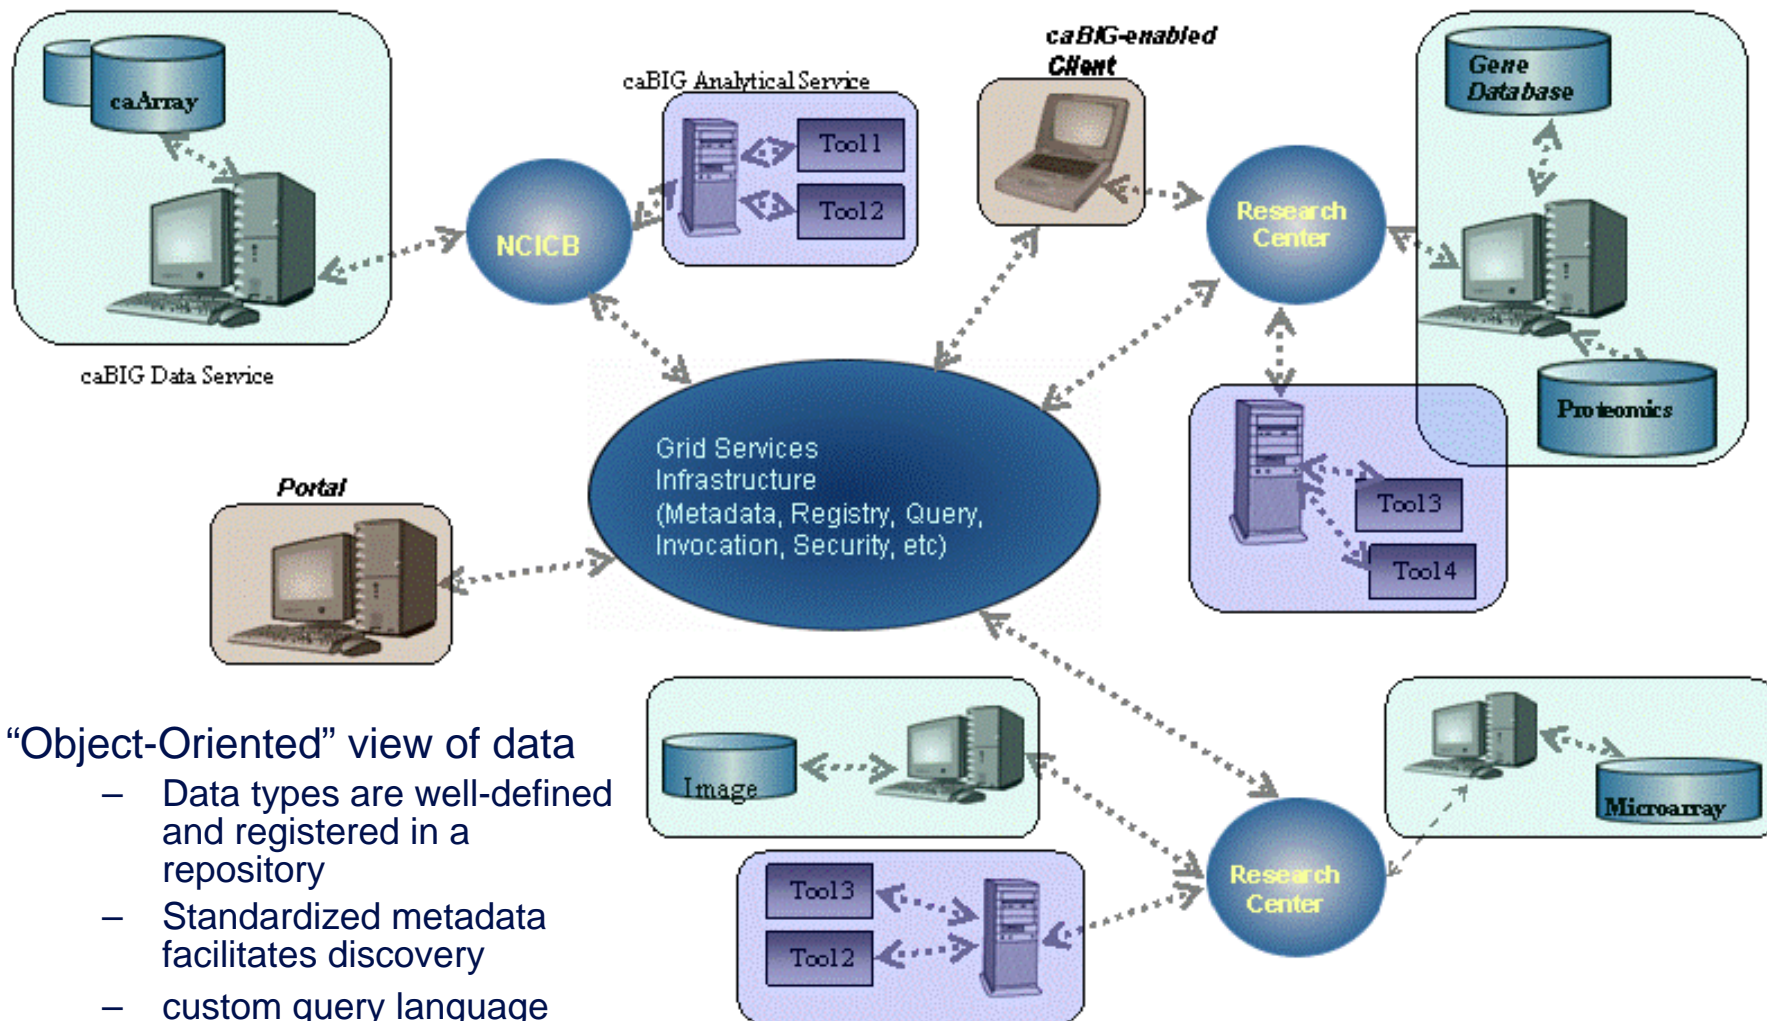 caBIG-enabled
Client
caBIG Analytical Service
caArray
Tool1
Tool2
NCICB
Research
Center
Gene
Database
Proteomics
caBIG Data Service
Grid Services
Infrastructure
(Metadata, Registry, Query,
Invocation, Security, etc)
Tool3
Tool4
Portal
Image
Microarray
Tool3
Tool2
Research
Center
“Object-Oriented” view of data
– Data types are well-defined
and registered in a
repository
– Standardized metadata
facilitates discovery
– custom query language